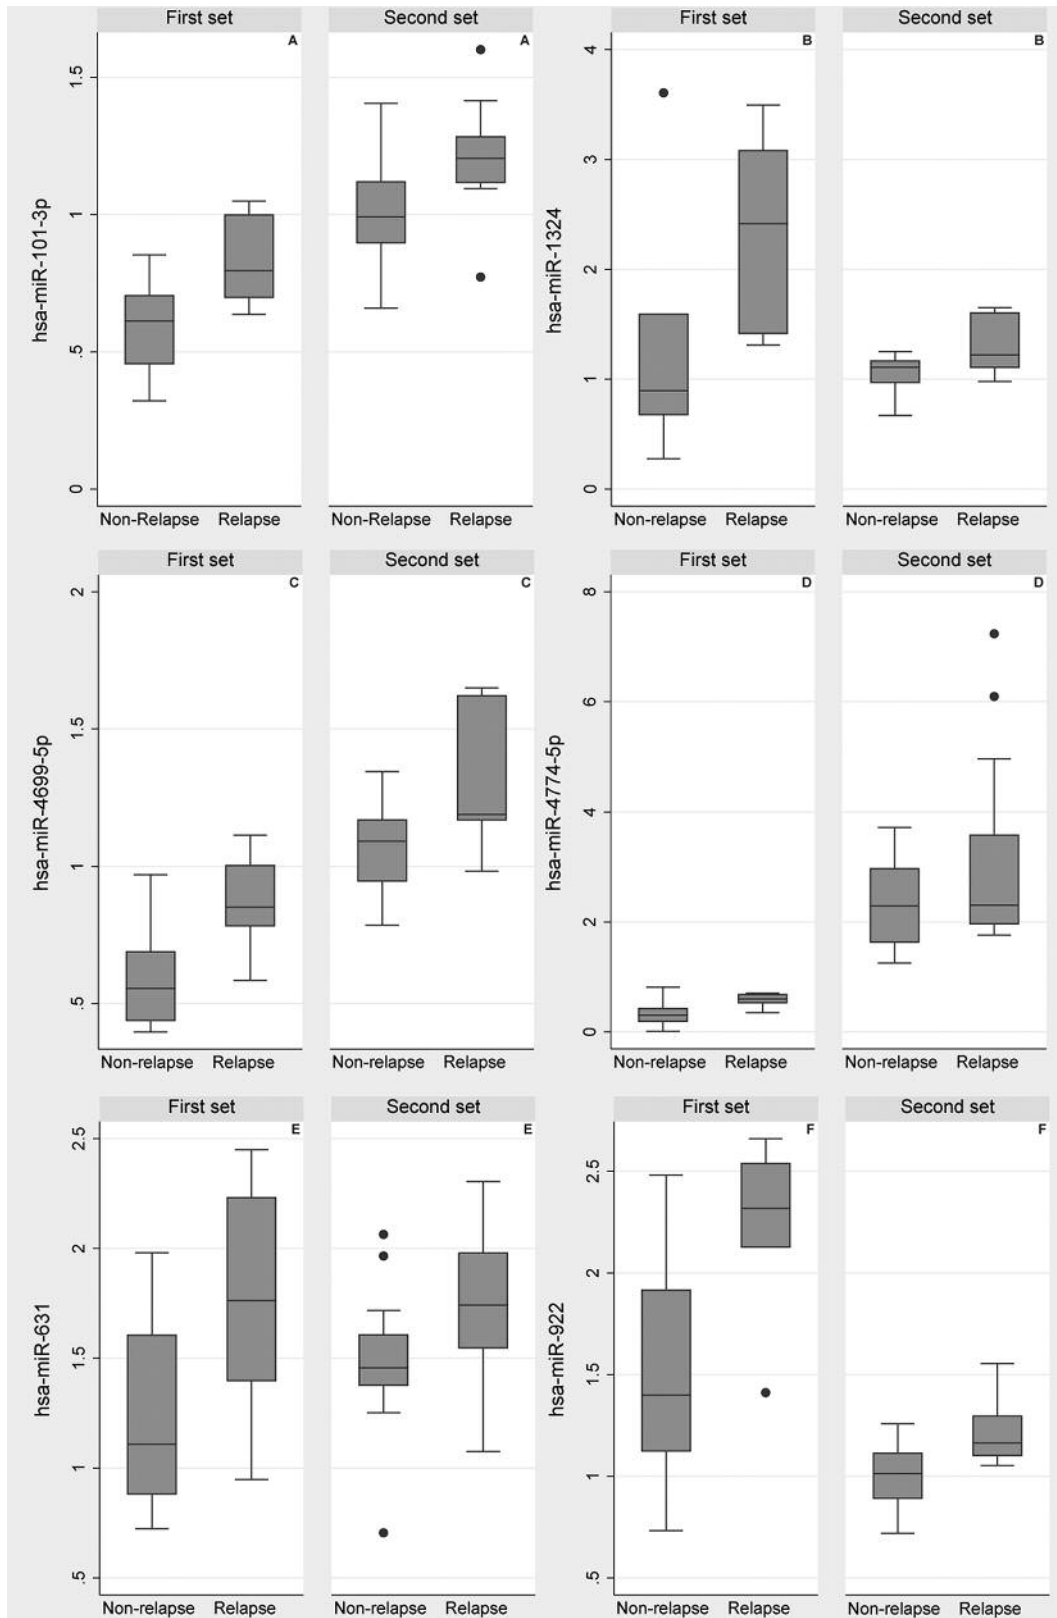 First set Second set
A A
hsa-miR-101-3p
1.5
1
.5
0
Non-Relapse Relapse Non-Relapse Relapse
First set Second set
B B
hsa-miR-1324
4
3
2
1
0
Non-relapse Relapse Non-relapse Relapse
First set Second set
C C
hsa-miR-4699-5p
2
1.5
1
.5
Non-relapse Relapse Non-relapse Relapse
First set Second set
D D
hsa-miR-4774-5p
8
6
4
2
0
Non-relapse Relapse Non-relapse Relapse
First set Second set
E E
hsa-miR-631
2.5
2
1.5
1
.5
Non-relapse Relapse Non-relapse Relapse
First set Second set
F F
hsa-miR-922
2.5
2
1.5
1
.5
Non-relapse Relapse Non-relapse Relapse